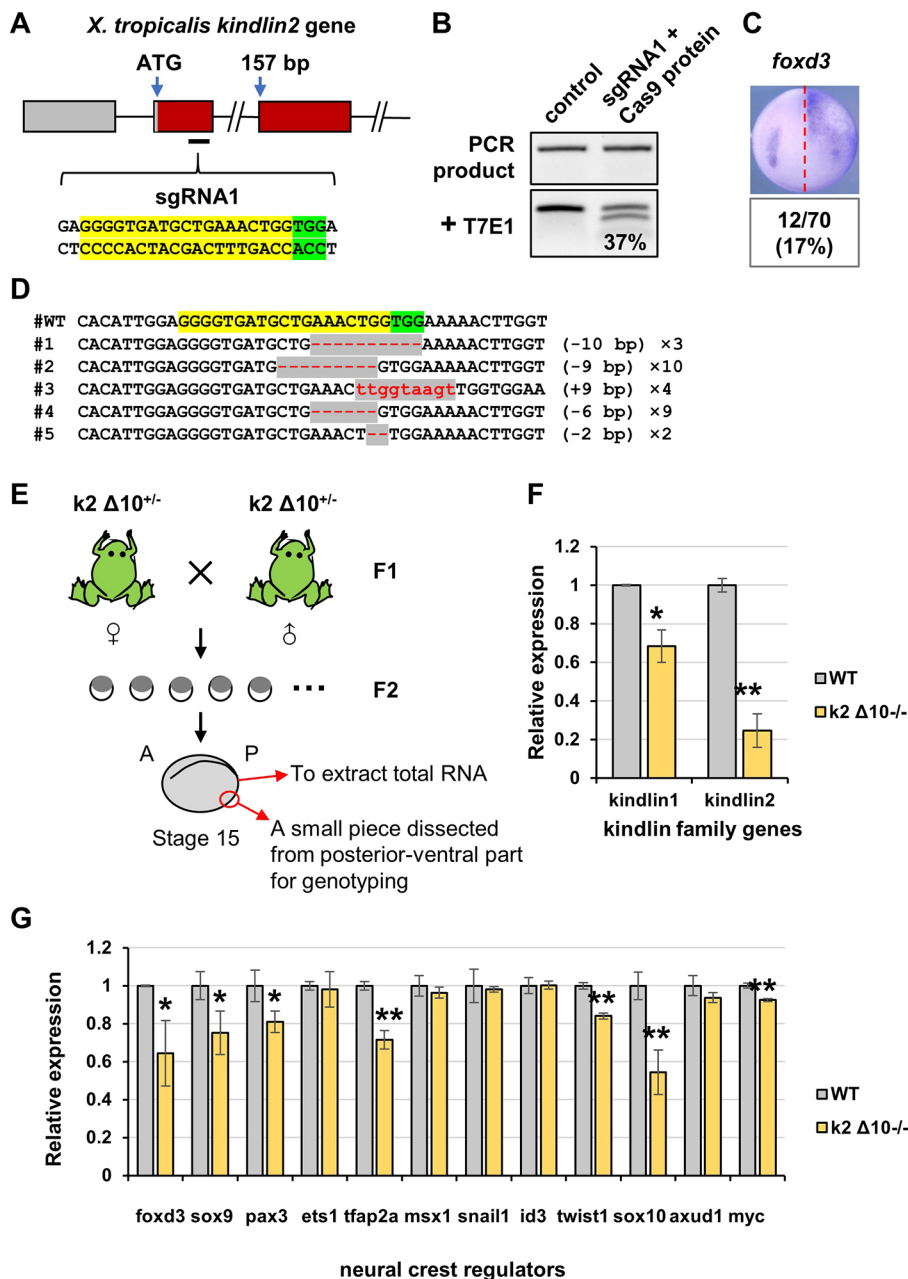 A
X. tropicalis kindlin2 gene
ATG 157 bp
sgRNA1
GAGGGGTGATGCTGAAACTGGTGGA
CTCCCCACTACGACTTTGACCACCT
B
control
sgRNA1 +
Cas9 protein
PCR
product
+ T7E1
37%
C
foxd3
12/70
(17%)
D
#WT CACATTGGAGGGGTGATGCTGAAACTGGTGGAAAAACTTGGT
#1 CACATTGGAGGGGTGATGCTG----------AAAAACTTGGT (-10 bp) ×3
#2 CACATTGGAGGGGTGATG---------GTGGAAAAACTTGGT (-9 bp) ×10
#3 CACATTGGAGGGGTGATGCTGAAACttggtaagtTGGTGGAA (+9 bp) ×4
#4 CACATTGGAGGGGTGATGCTG------GTGGAAAAACTTGGT (-6 bp) ×9
#5 CACATTGGAGGGGTGATGCTGAAACT--TGGAAAAACTTGGT (-2 bp) ×2
E
k2 Δ10+/- k2 Δ10+/-
F1
♀ ♂
F2
A P
To extract total RNA
Stage 15
A small piece dissected
from posterior-ventral part
for genotyping
F
Relative expression
1.2
1
0.8
0.6
0.4
0.2
0
*
**
kindlin1 kindlin2
kindlin family genes
WT
k2 Δ10-/-
G
Relative expression
1.2
1
0.8
0.6
0.4
0.2
0
* * * ** ** ** **
foxd3 sox9 pax3 ets1 tfap2a msx1 snail1 id3 twist1 sox10 axud1 myc
neural crest regulators
WT
k2 Δ10-/-